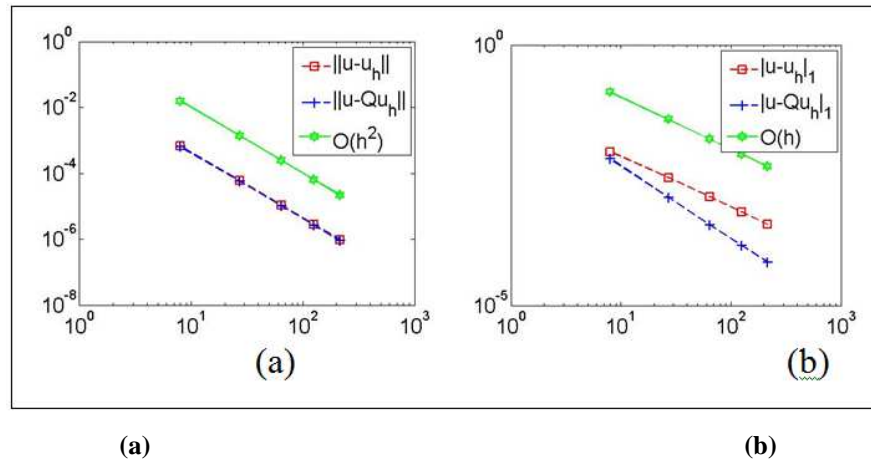 10^0
10^-2
10^-4
10^-6
10^-8
10^0 10^1 10^2 10^3
||u-u_h||
||u-Qu_h||
O(h^2)
(a)
10^0
10^-5
10^0 10^1 10^2 10^3
|u-u_h|_1
|u-Qu_h|_1
O(h)
(b)
(a) (b)